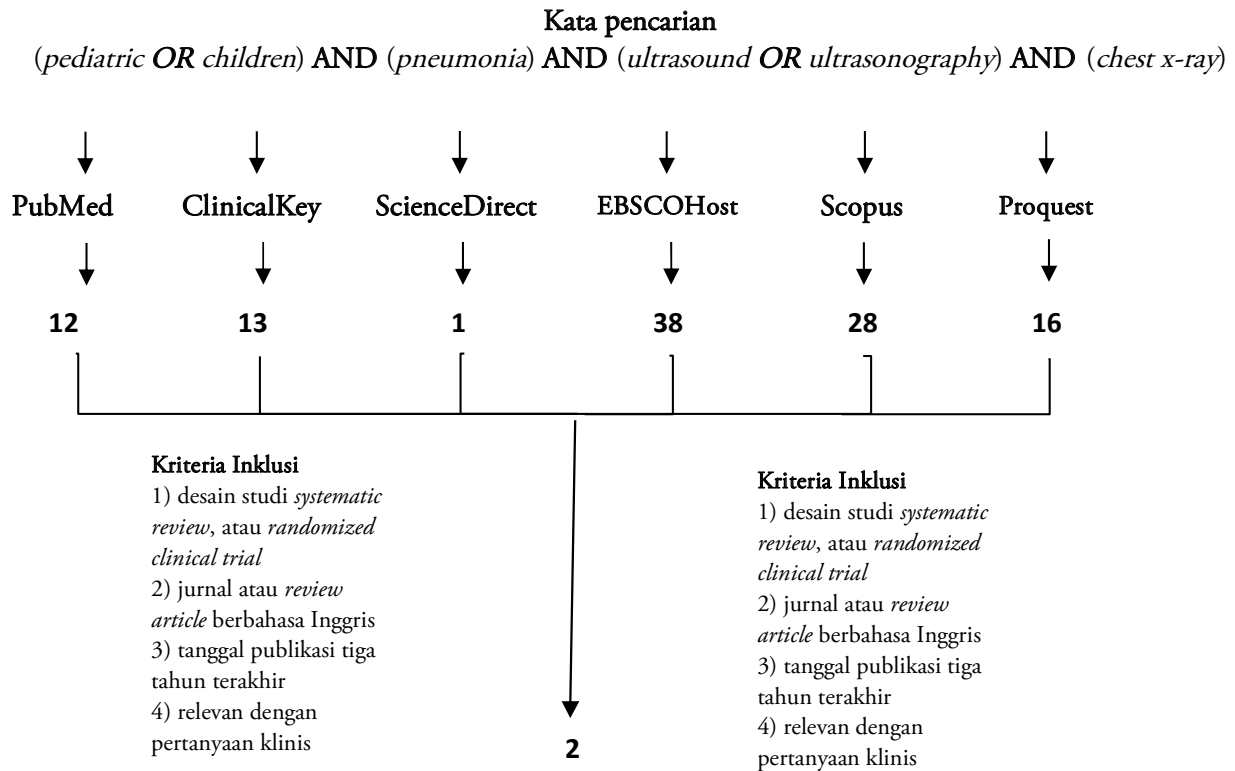 Kata pencarian
(pediatric OR children) AND (pneumonia) AND (ultrasound OR ultrasonography) AND (chest x-ray)
PubMed ClinicalKey ScienceDirect EBSCOHost Scopus Proquest
12 13 1 38 28 16
Kriteria Inklusi
1) desain studi systematic
review, atau randomized
clinical trial
2) jurnal atau review
article berbahasa Inggris
3) tanggal publikasi tiga
tahun terakhir
4) relevan dengan
pertanyaan klinis
Kriteria Inklusi
1) desain studi systematic
review, atau randomized
clinical trial
2) jurnal atau review
article berbahasa Inggris
3) tanggal publikasi tiga
tahun terakhir
4) relevan dengan
pertanyaan klinis
2